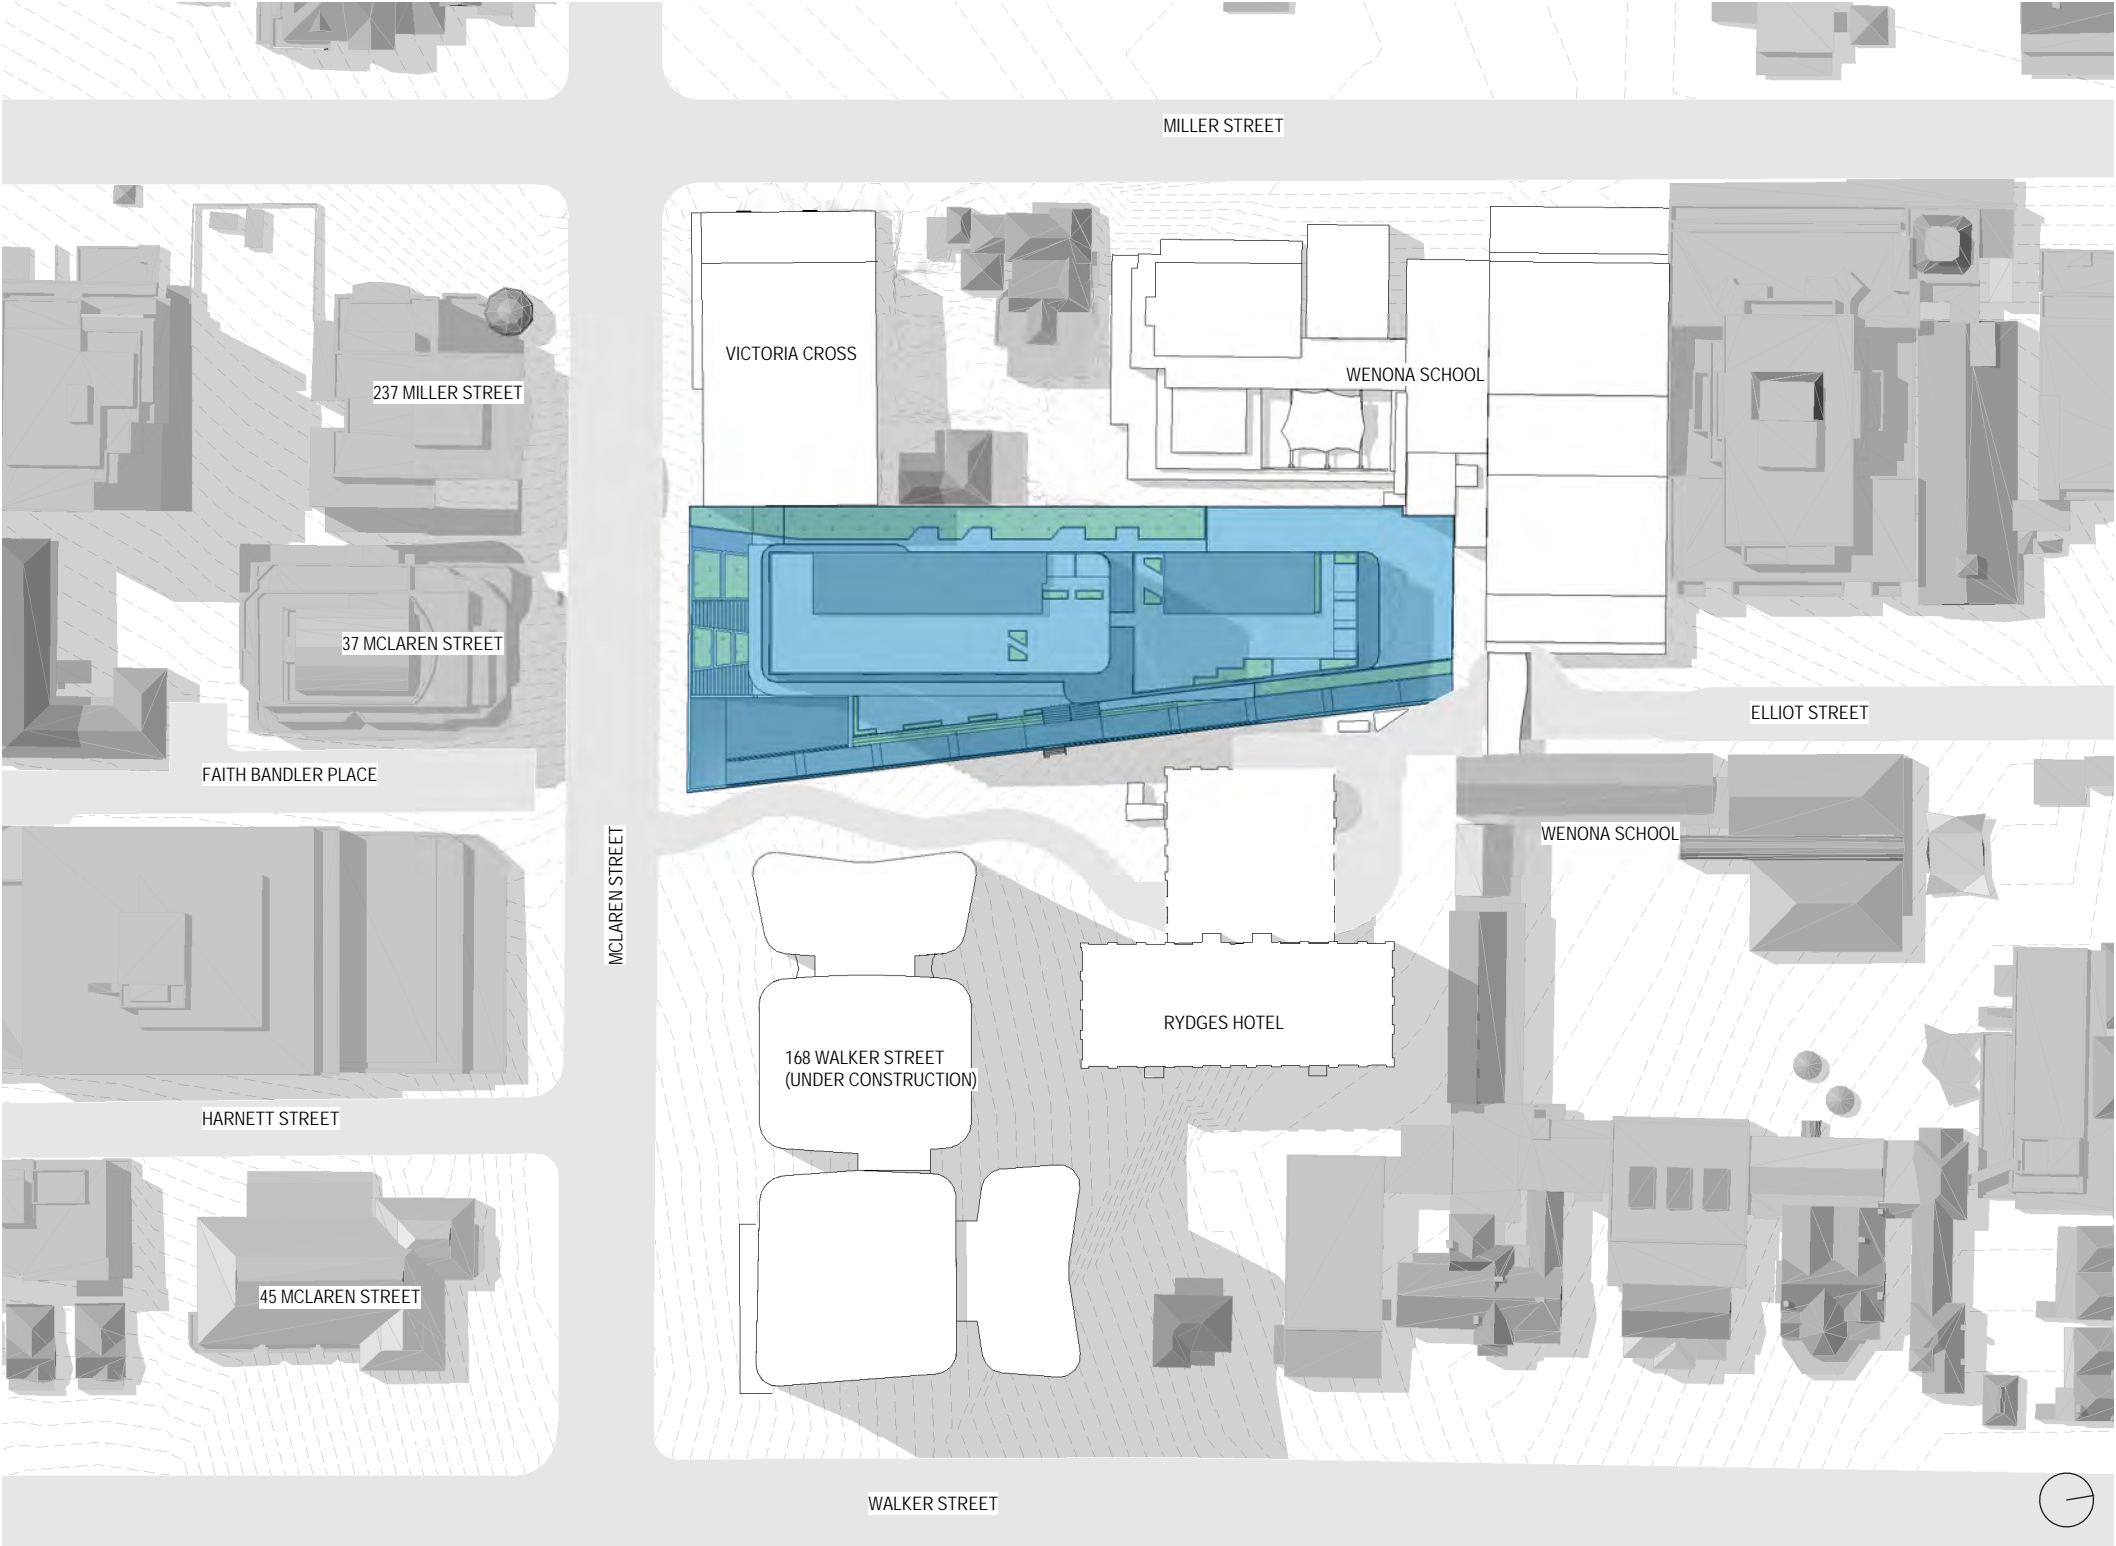 MILLER STREET
VICTORIA CROSS
WENONA SCHOOL
237 MILLER STREET
37 MCLAREN STREET
ELLIOT STREET
FAITH BANDLER PLACE
MCLAREN STREET
WENONA SCHOOL
RYDGES HOTEL
168 WALKER STREET
(UNDER CONSTRUCTION)
HARNETT STREET
45 MCLAREN STREET
WALKER STREET